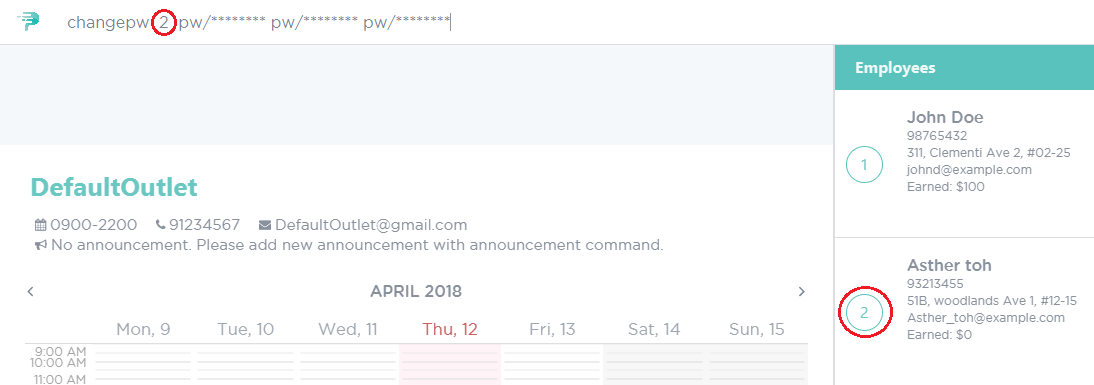 changepw 2 pw/******** pw/******** pw/********
Employees
John Doe
98765432
311, Clementi Ave 2, #02-25
johnd@example.com
Earned: $100
1
Asther toh
93213455
51B, woodlands Ave 1, #12-15
Asther_toh@example.com
Earned: $0
2
DefaultOutlet
0900-2200 91234567 DefaultOutlet@gmail.com
No announcement. Please add new announcement with announcement command.
< APRIL 2018 >
Mon, 9 Tue, 10 Wed, 11 Thu, 12 Fri, 13 Sat, 14 Sun, 15
9:00 AM
10:00 AM
11:00 AM